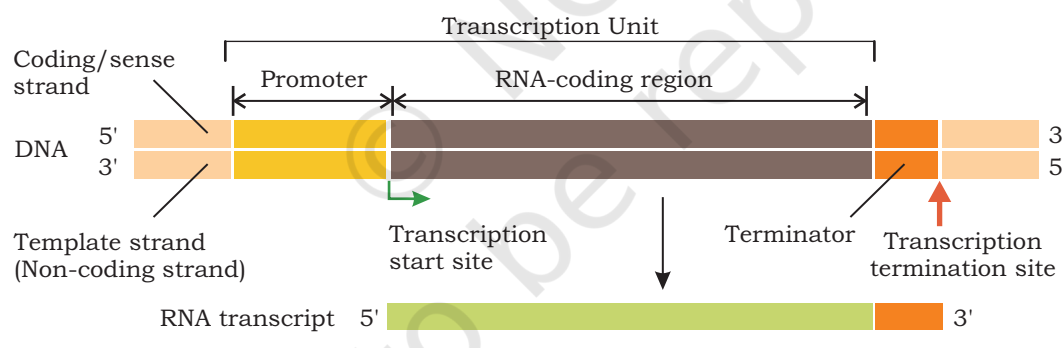 Transcription Unit
Coding/sense
strand
Promoter
RNA-coding region
DNA
5'
3
3'
5
Template strand
(Non-coding strand)
Transcription
start site
Terminator
Transcription
termination site
RNA transcript 5'
3'